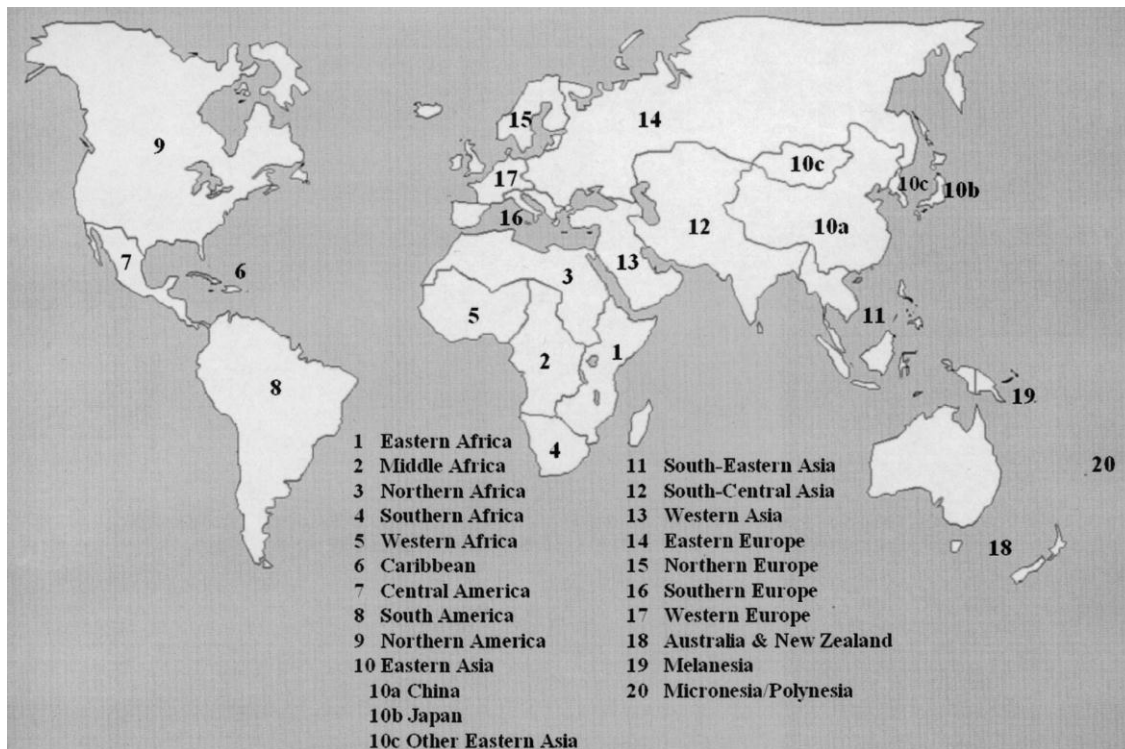 15
14
9
10c
17
10c
10b
16
12
10a
7
6
3
13
5
11
2
1
8
19
4
20
18
1 Eastern Africa
2 Middle Africa
3 Northern Africa
4 Southern Africa
5 Western Africa
6 Caribbean
7 Central America
8 South America
9 Northern America
10 Eastern Asia
10a China
10b Japan
10c Other Eastern Asia
11 South-Eastern Asia
12 South-Central Asia
13 Western Asia
14 Eastern Europe
15 Northern Europe
16 Southern Europe
17 Western Europe
18 Australia & New Zealand
19 Melanesia
20 Micronesia/Polynesia